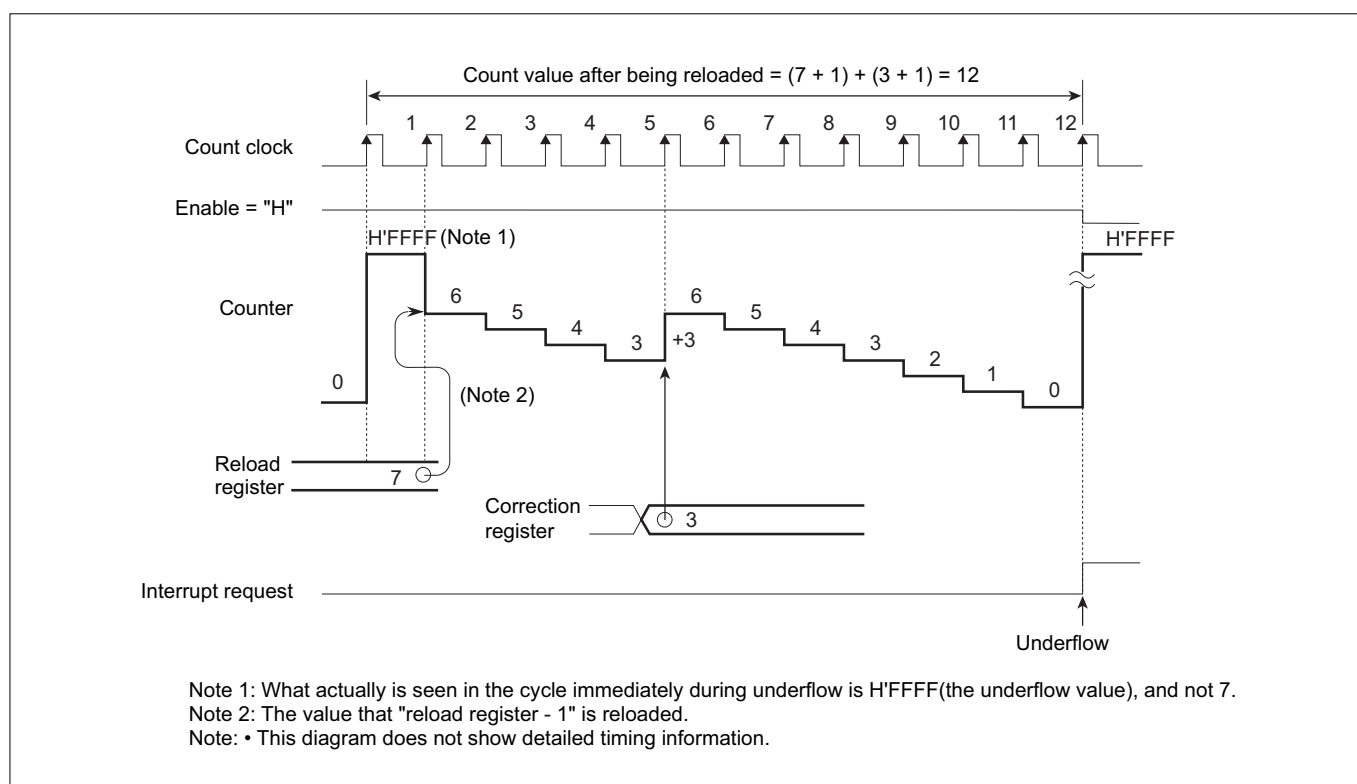 Count value after being reloaded = (7 + 1) + (3 + 1) = 12
1 2 3 4 5 6 7 8 9 10 11 12
Count clock
Enable = "H"
H'FFFF (Note 1)
H'FFFF
Counter
6
5
4
3
+3
6
5
4
3
2
1
0
0
(Note 2)
Reload
register
7
Correction
register
3
Interrupt request
Underflow
Note 1: What actually is seen in the cycle immediately during underflow is H'FFFF(the underflow value), and not 7.
Note 2: The value that "reload register - 1" is reloaded.
Note: • This diagram does not show detailed timing information.